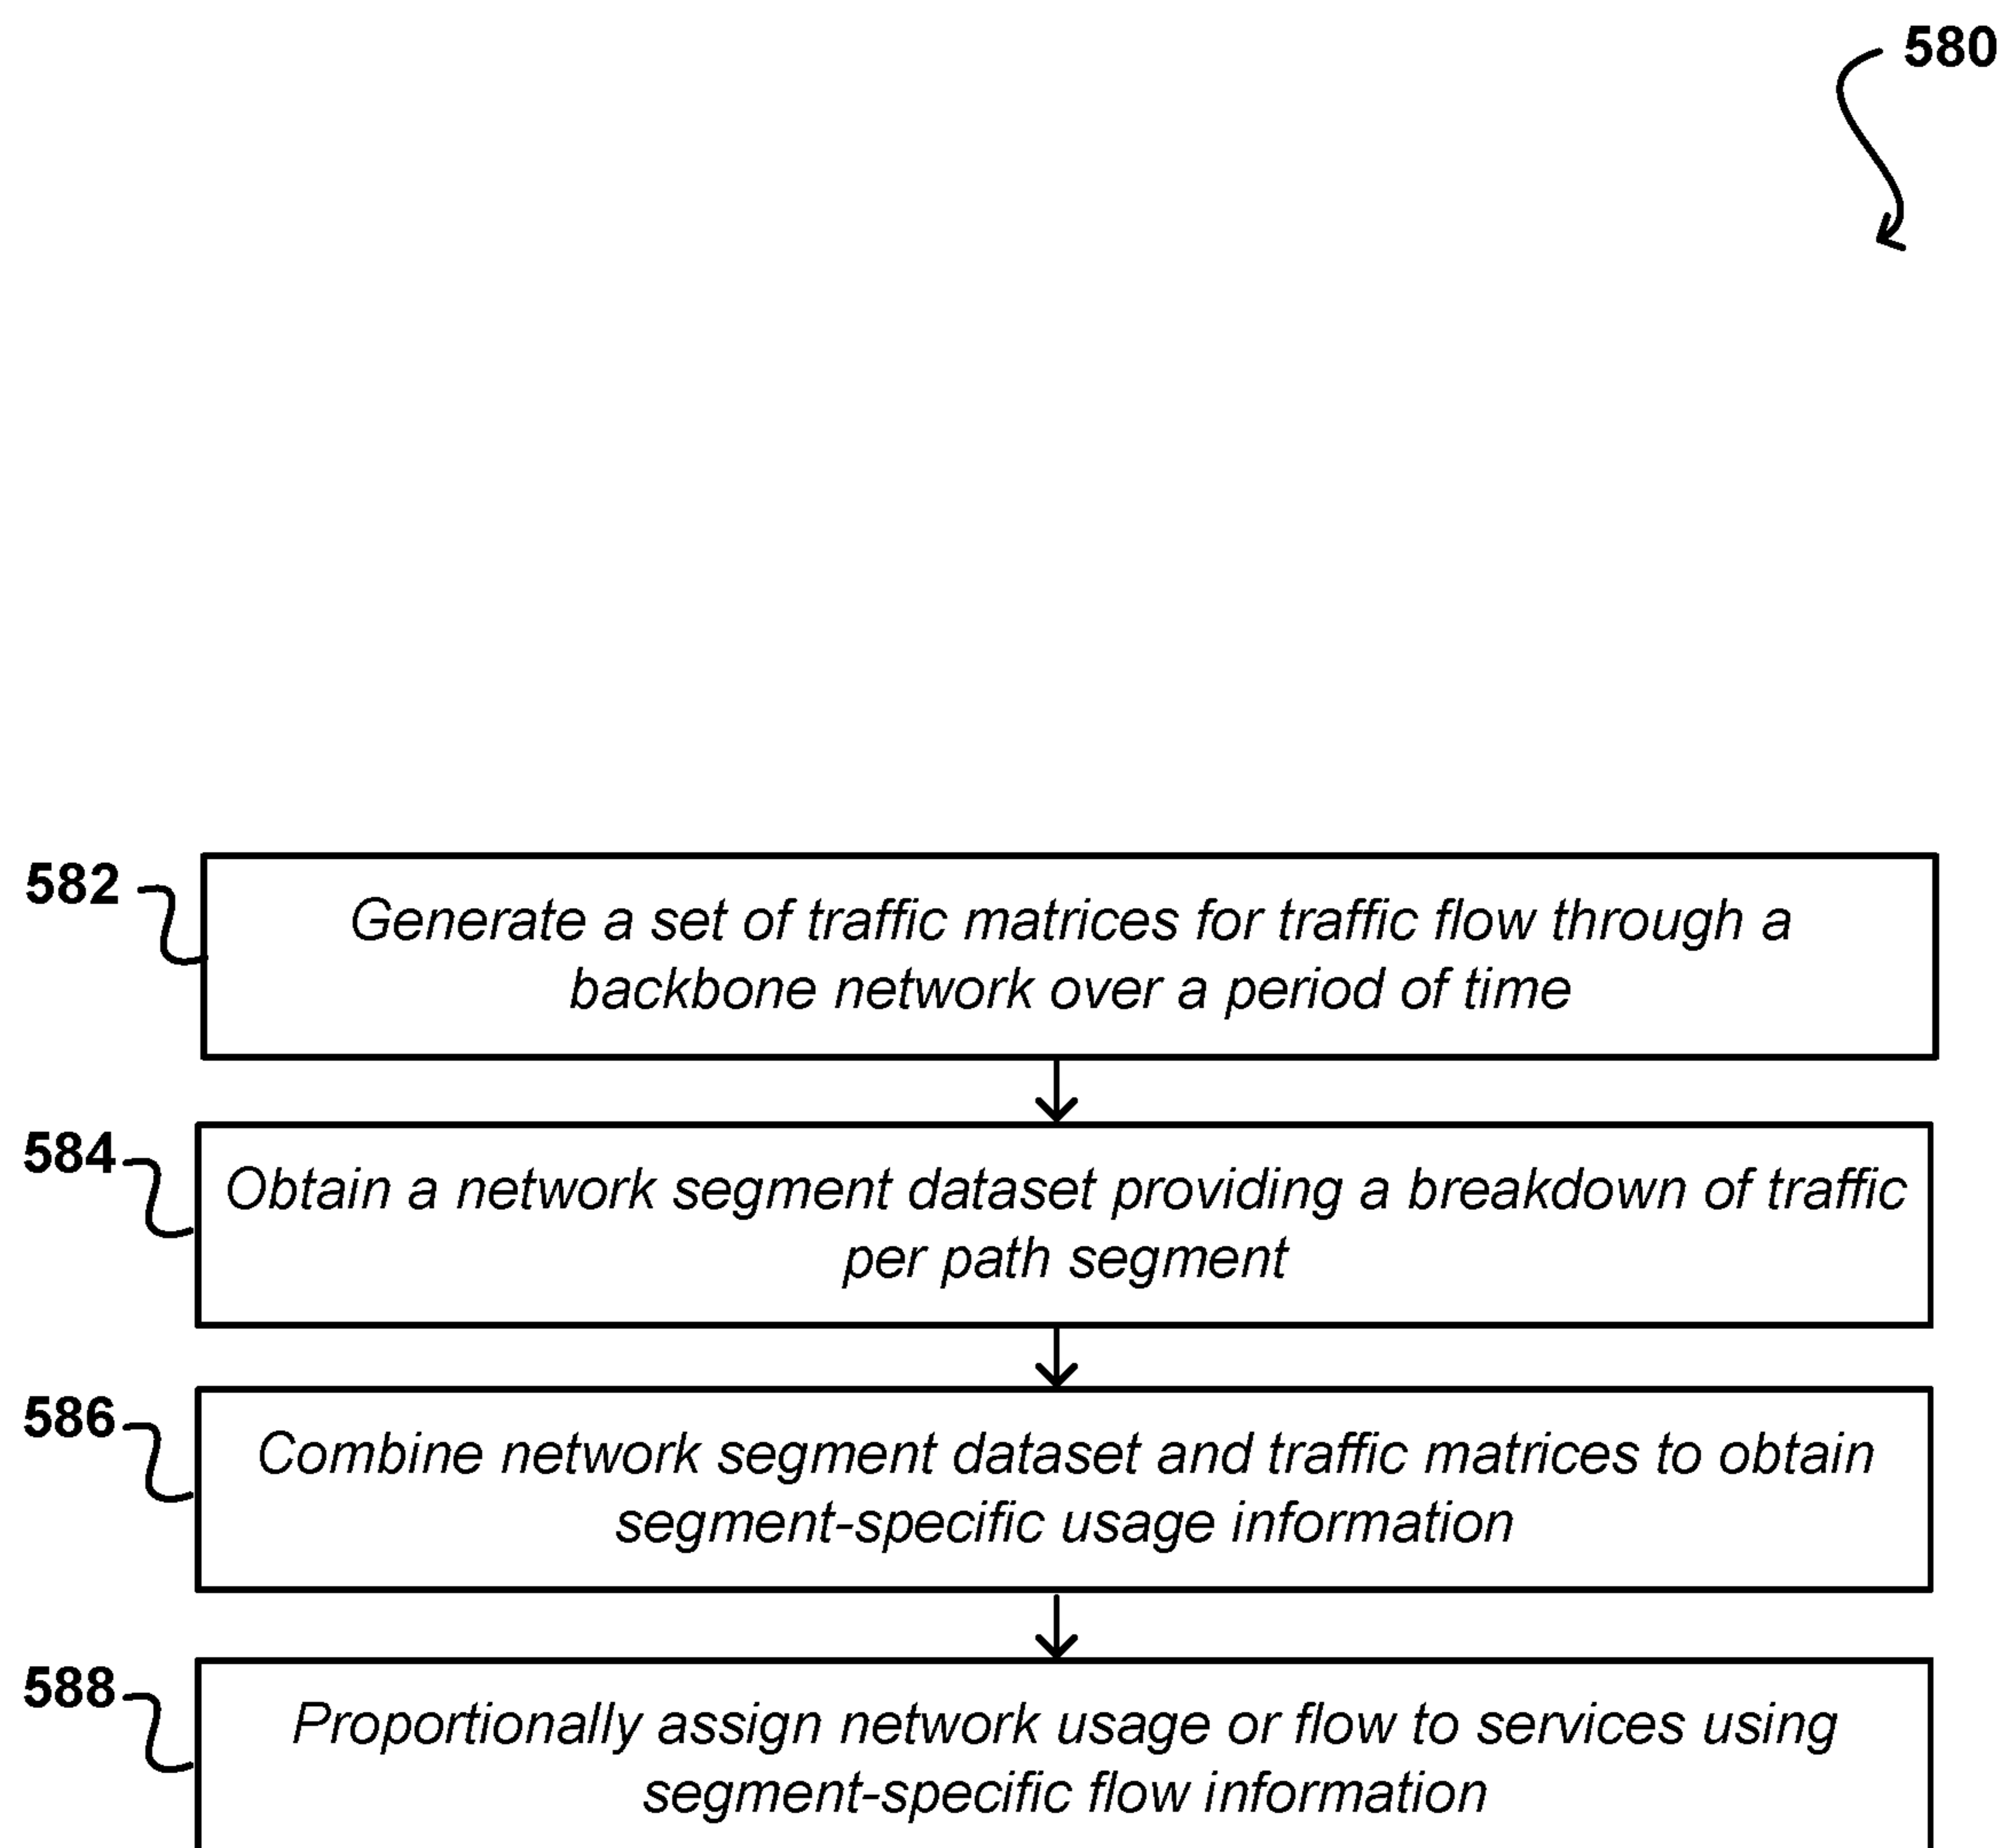 580
582
Generate a set of traffic matrices for traffic flow through a
backbone network over a period of time
584
Obtain a network segment dataset providing a breakdown of traffic
per path segment
586
Combine network segment dataset and traffic matrices to obtain
segment-specific usage information
588
Proportionally assign network usage or flow to services using
segment-specific flow information